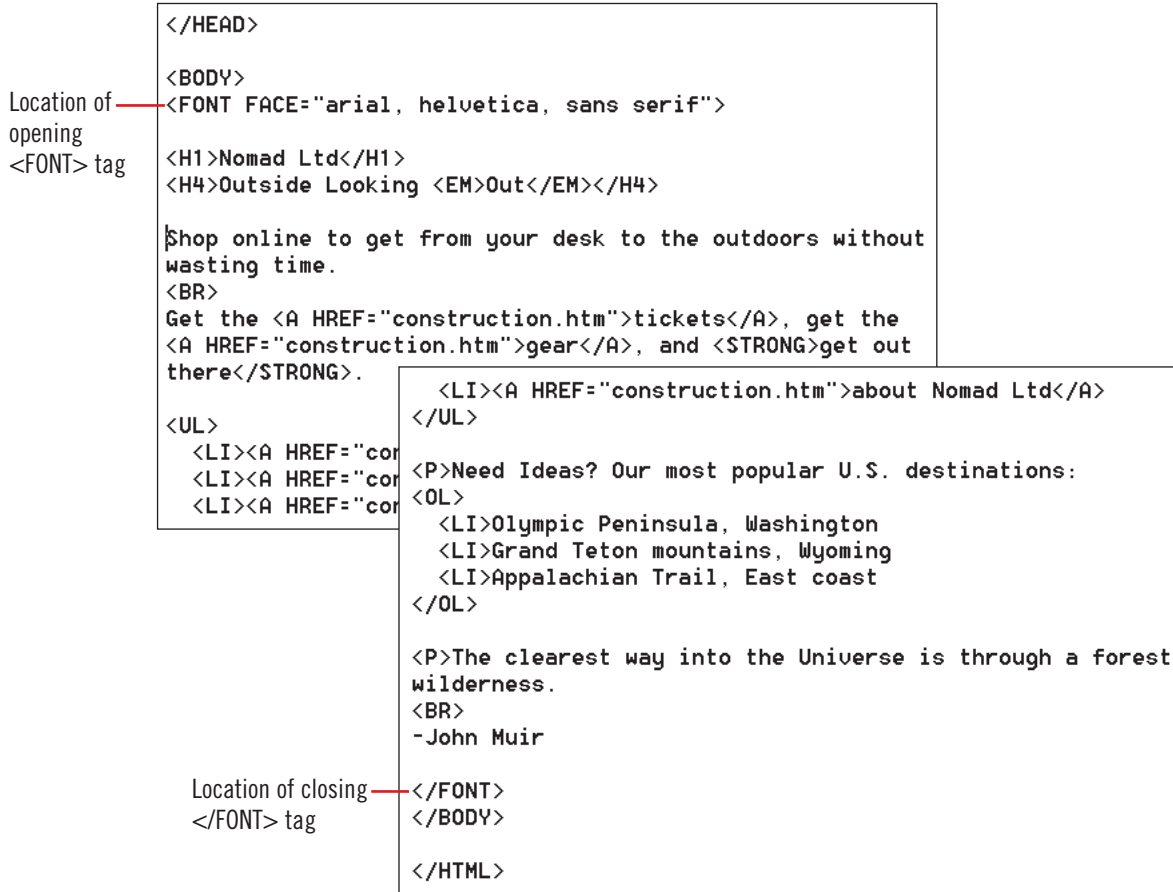 </HEAD>
<BODY>
Location of
opening
<FONT> tag
<FONT FACE="arial, helvetica, sans serif">
<H1>Nomad Ltd</H1>
<H4>Outside Looking <EM>Out</EM></H4>
Shop online to get from your desk to the outdoors without
wasting time.
<BR>
Get the <A HREF="construction.htm">tickets</A>, get the
<A HREF="construction.htm">gear</A>, and <STRONG>get out
there</STRONG>.
<UL>
<LI><A HREF="con
<LI><A HREF="con
<LI><A HREF="con
<LI><A HREF="construction.htm">about Nomad Ltd</A>
</UL>
<P>Need Ideas? Our most popular U.S. destinations:
<OL>
<LI>Olympic Peninsula, Washington
<LI>Grand Teton mountains, Wyoming
<LI>Appalachian Trail, East coast
</OL>
<P>The clearest way into the Universe is through a forest
wilderness.
<BR>
-John Muir
Location of closing
</FONT> tag
</FONT>
</BODY>
</HTML>